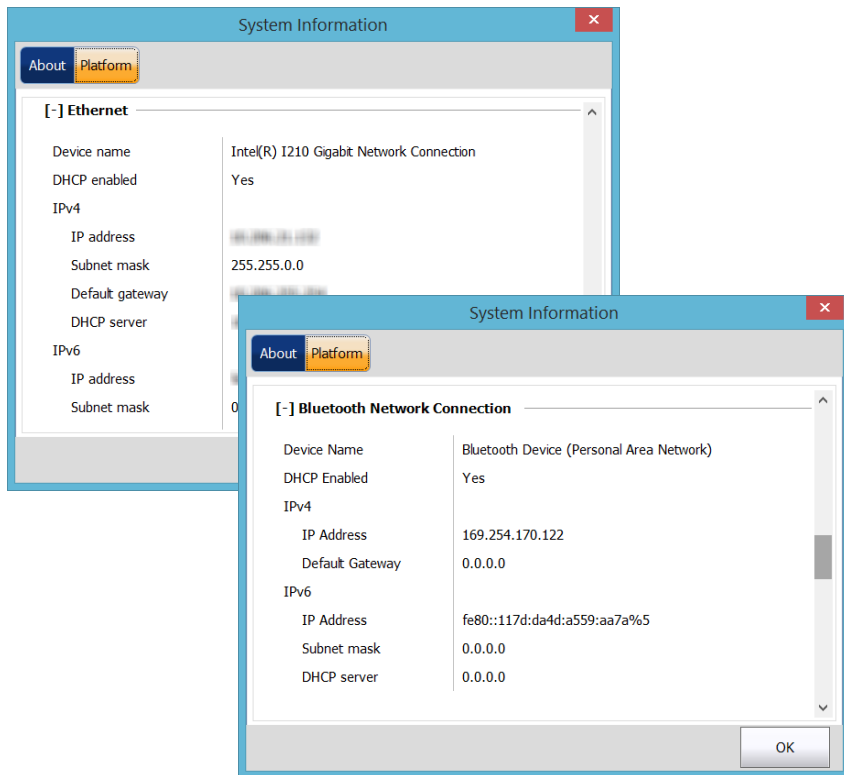 System Information
About Platform
[-] Ethernet
Device name Intel(R) I210 Gigabit Network Connection
DHCP enabled Yes
IPv4
IP address
Subnet mask 255.255.0.0
Default gateway
DHCP server
IPv6
IP address
Subnet mask 0
System Information
About Platform
[-] Bluetooth Network Connection
Device Name Bluetooth Device (Personal Area Network)
DHCP Enabled Yes
IPv4
IP Address 169.254.170.122
Default Gateway 0.0.0.0
IPv6
IP Address fe80::117d:da4d:a559:aa7a%5
Subnet mask 0.0.0.0
DHCP server 0.0.0.0
OK